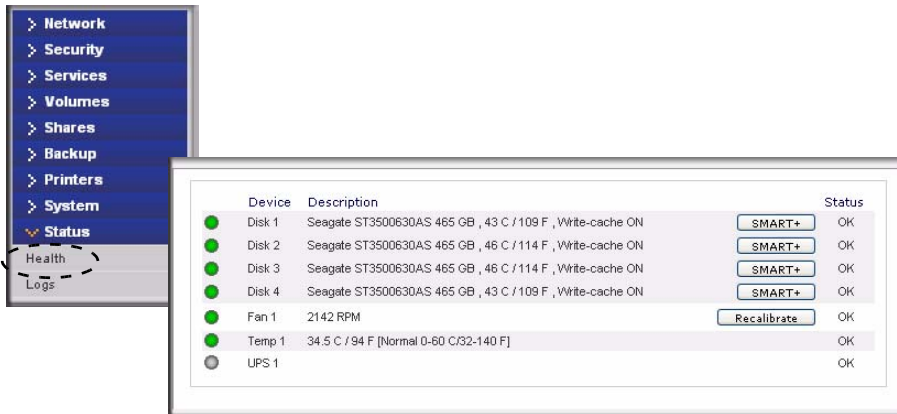 Network
Security
Services
Volumes
Shares
Backup
Printers
System
Status
Health
Logs
Device Description Status
Disk 1 Seagate ST3500630AS 465 GB , 43 C / 109 F , Write-cache ON SMART+ OK
Disk 2 Seagate ST3500630AS 465 GB , 46 C / 114 F , Write-cache ON SMART+ OK
Disk 3 Seagate ST3500630AS 465 GB , 46 C / 114 F , Write-cache ON SMART+ OK
Disk 4 Seagate ST3500630AS 465 GB , 43 C / 109 F , Write-cache ON SMART+ OK
Fan 1 2142 RPM Recalibrate OK
Temp 1 34.5 C / 94 F [Normal 0-60 C/32-140 F] OK
UPS 1 OK